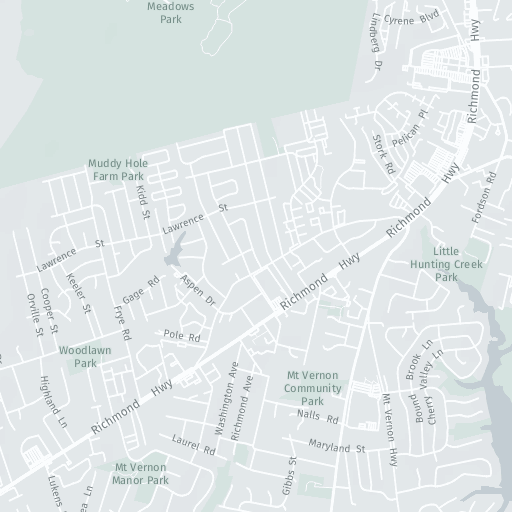 Meadows
Park
Cyrene Blvd
Lindberg Dr
Richmond Hwy
Pelican Pl
Stork Rd
Muddy Hole
Farm Park
Kidd St
Fordson Rd
Richmond Hwy
Lawrence St
Lawrence St
Little
Hunting Creek
Park
Richmond Hwy
Gage Rd
Aspen Dr
Keeler St
Cooper St
Orville St
Frye Rd
Pole Rd
Woodlawn
Park
Brook Ln
Cherry Valley Ln
Bound
Highland Ln
Richmond Hwy
Washington Ave
Richmond Ave
Mt Vernon
Community
Park
Nalls Rd
Mt Vernon Hwy
Laurel Rd
Maryland St
Gibbs St
Mt Vernon
Manor Park
Lukens
Ln